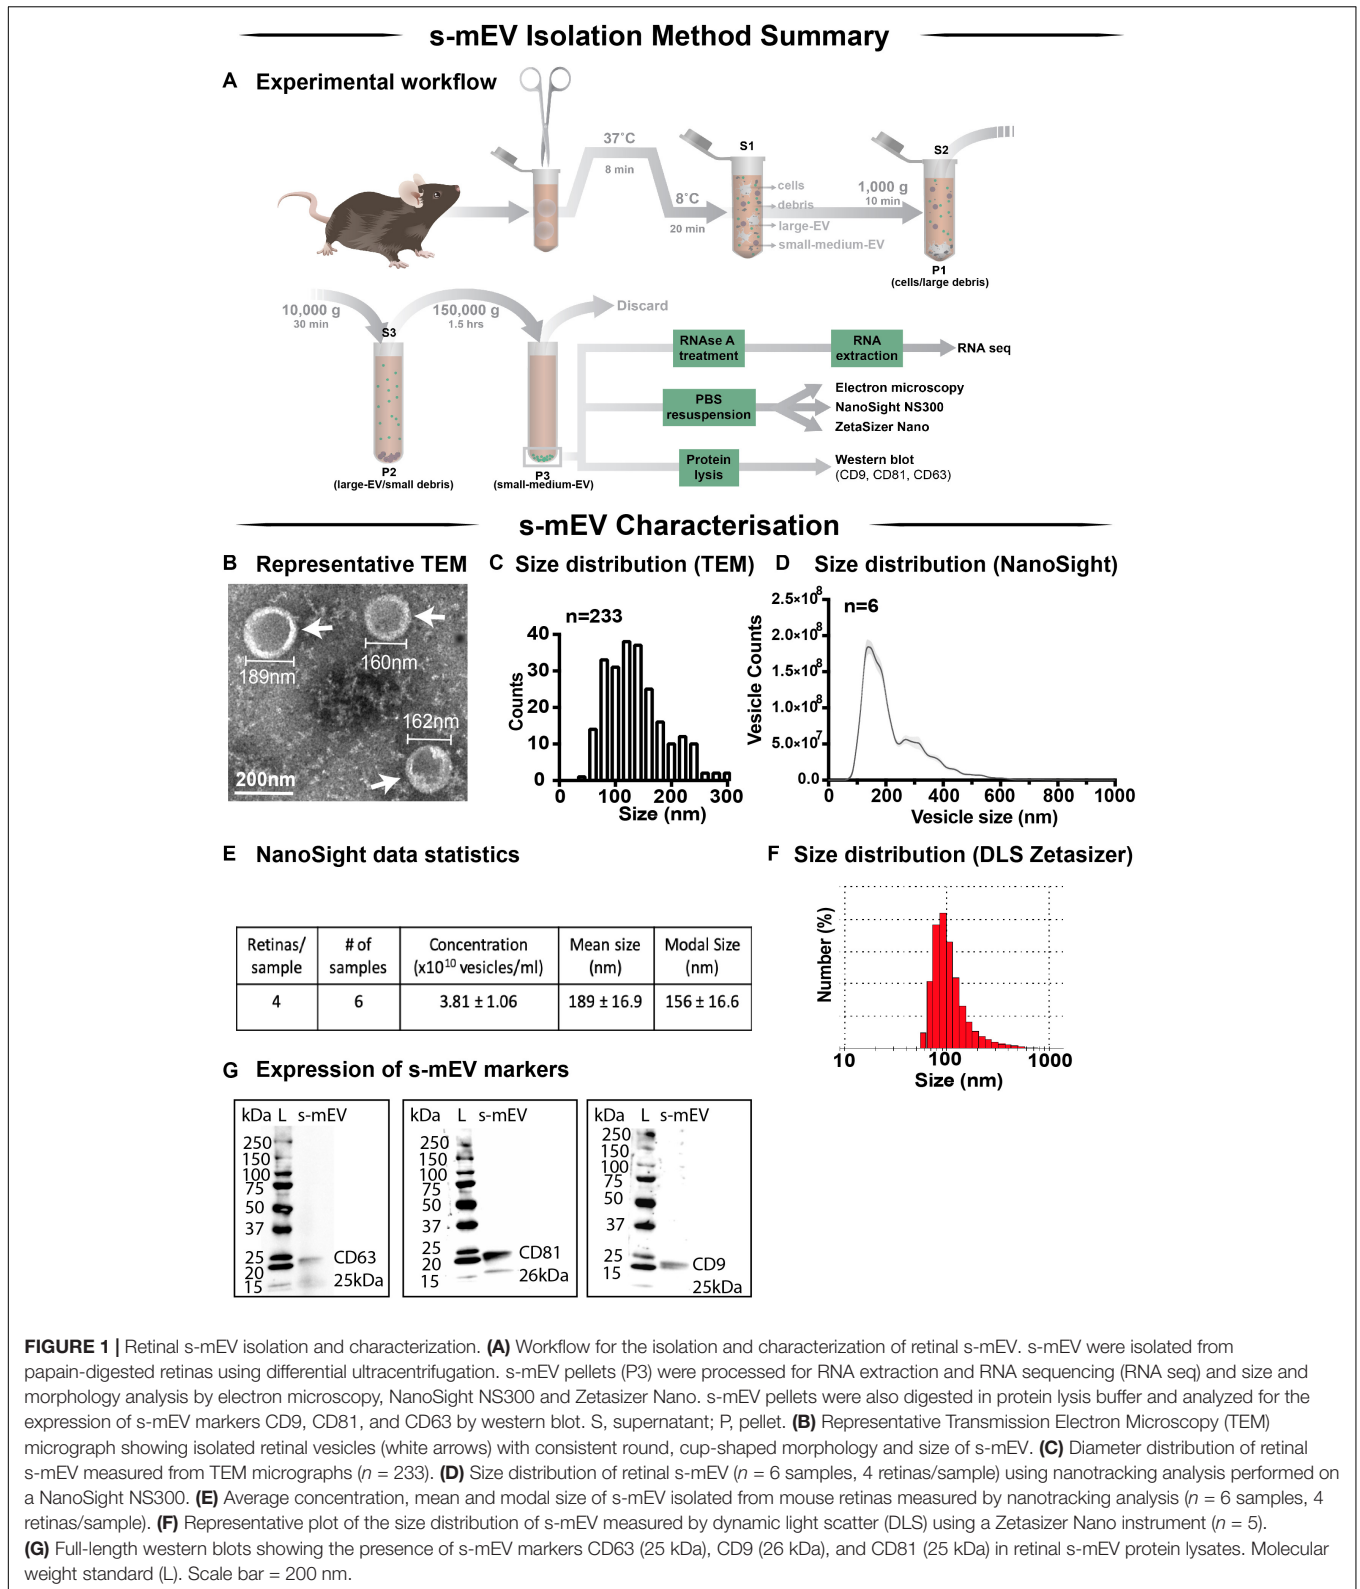 s-mEV Isolation Method Summary
A Experimental workflow
37°C
8 min
8°C
20 min
S1
cells
debris
large-EV
small-medium-EV
1,000 g
10 min
S2
P1
(cells/large debris)
10,000 g
30 min
S3
P2
(large-EV/small debris)
150,000 g
1.5 hrs
P3
(small-medium-EV)
Discard
RNAse A
treatment
RNA
extraction
RNA seq
PBS
resuspension
Electron microscopy
NanoSight NS300
ZetaSizer Nano
Protein
lysis
Western blot
(CD9, CD81, CD63)
s-mEV Characterisation
B Representative TEM
189nm
160nm
162nm
200nm
C Size distribution (TEM)
n=233
Counts
40
30
20
10
0
0 100 200 300
Size (nm)
D Size distribution (NanoSight)
n=6
Vesicle Counts
2.5×10^8
2.0×10^8
1.5×10^8
1.0×10^8
5.0×10^7
0.0
0 200 400 600 800 1000
Vesicle size (nm)
E NanoSight data statistics
Retinas/ # of Concentration Mean size Modal Size
sample samples (x10^10 vesicles/ml) (nm) (nm)
4 6 3.81 ± 1.06 189 ± 16.9 156 ± 16.6
F Size distribution (DLS Zetasizer)
Number (%)
10 100 1000
Size (nm)
G Expression of s-mEV markers
kDa L s-mEV
250
150
100
75
50
37
25
20
15
CD63
25kDa
kDa L s-mEV
250
150
100
75
50
37
25
20
15
CD81
26kDa
kDa L s-mEV
250
150
100
75
50
37
25
15
CD9
25kDa
FIGURE 1 | Retinal s-mEV isolation and characterization. (A) Workflow for the isolation and characterization of retinal s-mEV. s-mEV were isolated from
papain-digested retinas using differential ultracentrifugation. s-mEV pellets (P3) were processed for RNA extraction and RNA sequencing (RNA seq) and size and
morphology analysis by electron microscopy, NanoSight NS300 and Zetasizer Nano. s-mEV pellets were also digested in protein lysis buffer and analyzed for the
expression of s-mEV markers CD9, CD81, and CD63 by western blot. S, supernatant; P, pellet. (B) Representative Transmission Electron Microscopy (TEM)
micrograph showing isolated retinal vesicles (white arrows) with consistent round, cup-shaped morphology and size of s-mEV. (C) Diameter distribution of retinal
s-mEV measured from TEM micrographs (n = 233). (D) Size distribution of retinal s-mEV (n = 6 samples, 4 retinas/sample) using nanotracking analysis performed on
a NanoSight NS300. (E) Average concentration, mean and modal size of s-mEV isolated from mouse retinas measured by nanotracking analysis (n = 6 samples, 4
retinas/sample). (F) Representative plot of the size distribution of s-mEV measured by dynamic light scatter (DLS) using a Zetasizer Nano instrument (n = 5).
(G) Full-length western blots showing the presence of s-mEV markers CD63 (25 kDa), CD9 (26 kDa), and CD81 (25 kDa) in retinal s-mEV protein lysates. Molecular
weight standard (L). Scale bar = 200 nm.